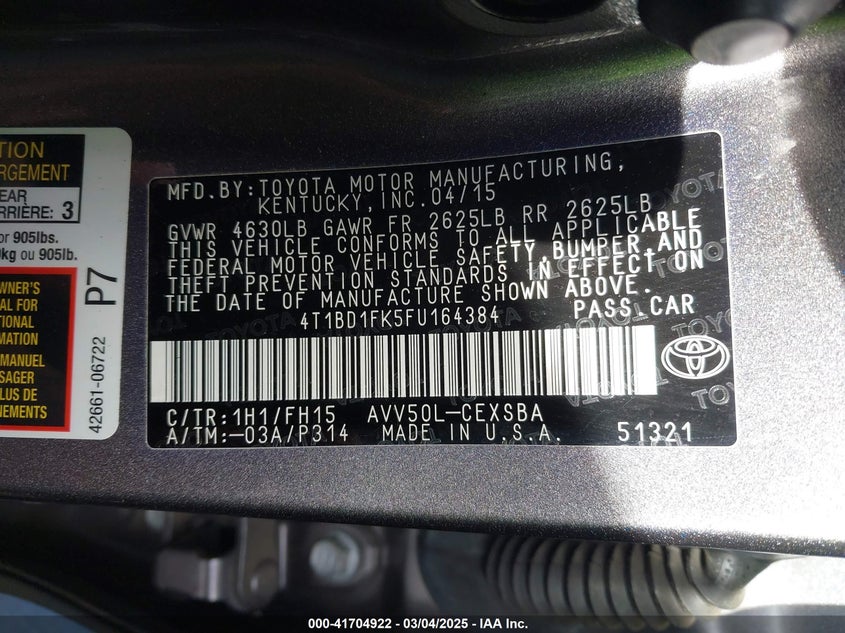 TION
RGEMENT
EAR
RRIÈRE: 3
or 905lbs.
kg ou 905lb.
WNER'S
AL FOR
TIONAL
MATION
MANUEL
SAGER
PLUS DE
NEMENTS.
P7
42661-06722
MFD.BY:TOYOTA MOTOR MANUFACTURING,
KENTUCKY,INC.04/15
GVWR 4630LB GAWR FR 2625LB RR 2625LB
THIS VEHICLE CONFORMS TO ALL APPLICABLE
FEDERAL MOTOR VEHICLE SAFETY,BUMPER,AND
THEFT PREVENTION STANDARDS IN EFFECT ON
THE DATE OF MANUFACTURE SHOWN ABOVE.
4T1BD1FK5FU164384 PASS.CAR
C/TR:1H1/FH15 AVV50L-CEXSBA
A/TM:-03A/P314 MADE IN U.S.A. 51321
TOYOTA
000-41704922 – 03/04/2025 – IAA Inc.